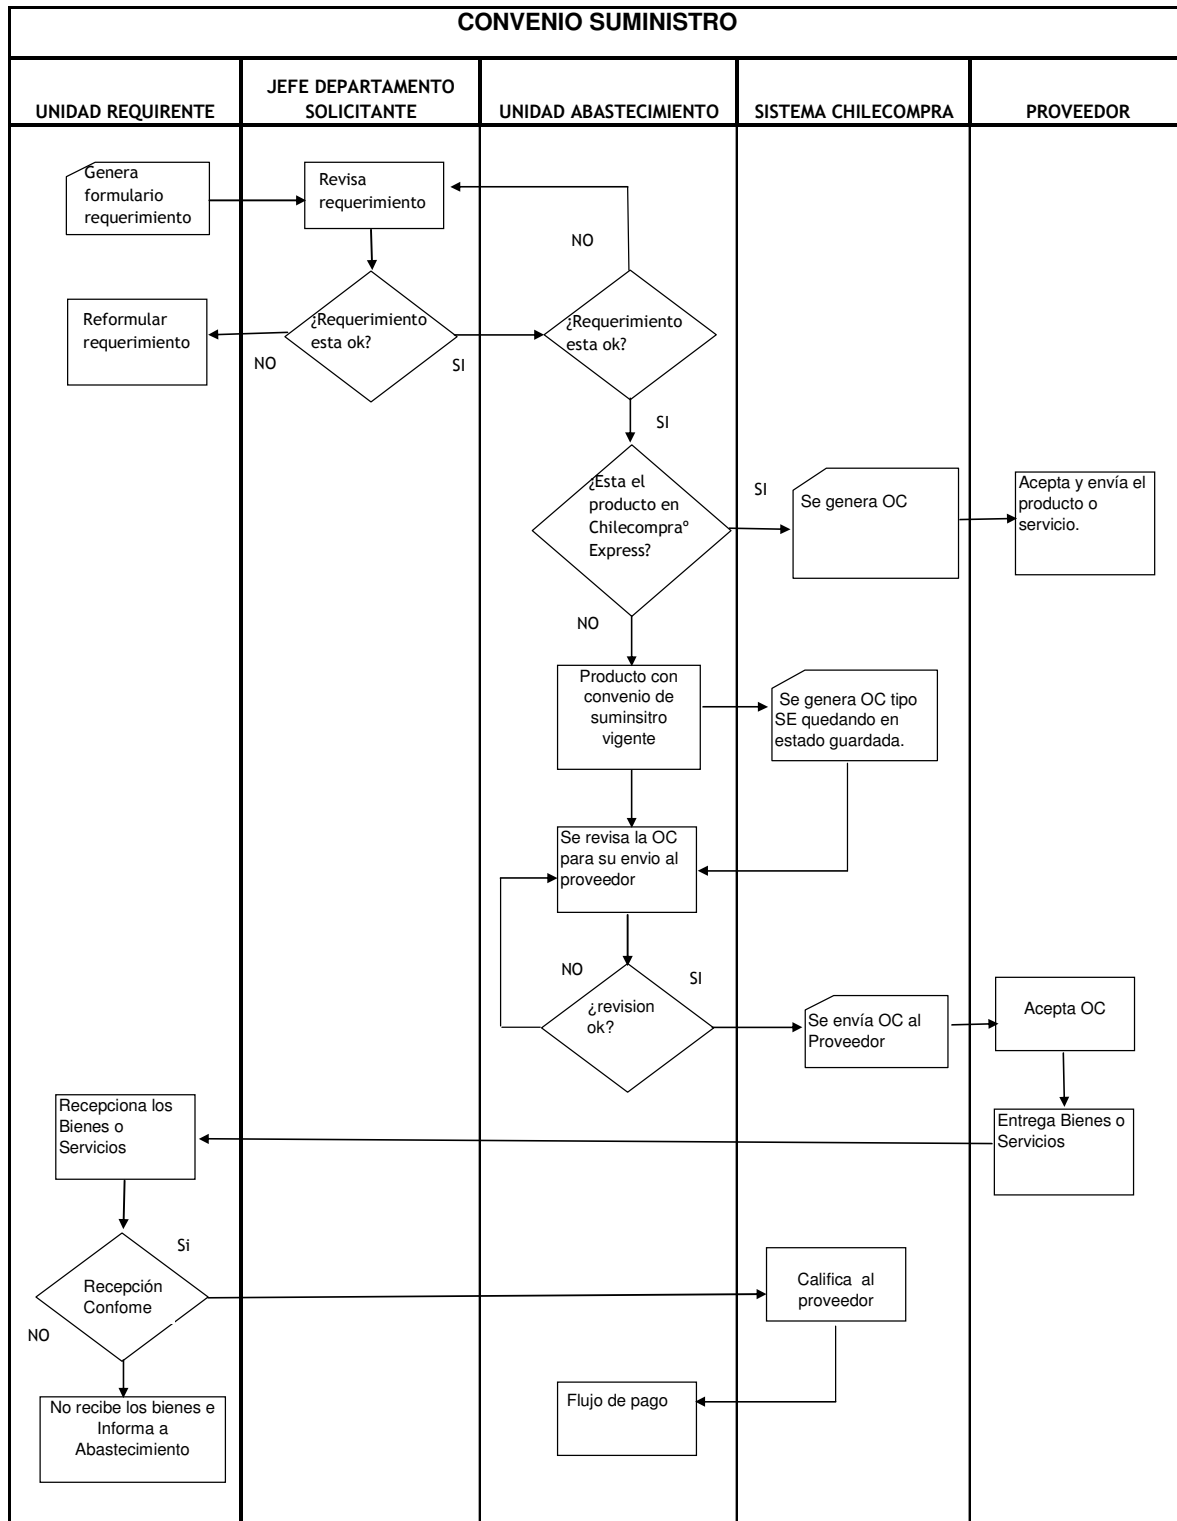 CONVENIO SUMINISTRO
UNIDAD REQUIRENTE
JEFE DEPARTAMENTO
SOLICITANTE
UNIDAD ABASTECIMIENTO
SISTEMA CHILECOMPRA
PROVEEDOR
Genera
formulario
requerimiento
Revisa
requerimiento
NO
Reformular
requerimiento
NO
¿Requerimiento
esta ok?
SI
¿Requerimiento
esta ok?
SI
¿Esta el
producto en
Chilecompraº
Express?
SI
Se genera OC
Acepta y envía el
producto o
servicio.
NO
Producto con
convenio de
suminsitro
vigente
Se genera OC tipo
SE quedando en
estado guardada.
Se revisa la OC
para su envio al
proveedor
NO
SI
¿revision
ok?
Se envía OC al
Proveedor
Acepta OC
Recepciona los
Bienes o
Servicios
Entrega Bienes o
Servicios
Si
Recepción
Confome
NO
Califica al
proveedor
No recibe los bienes e
Informa a
Abastecimiento
Flujo de pago